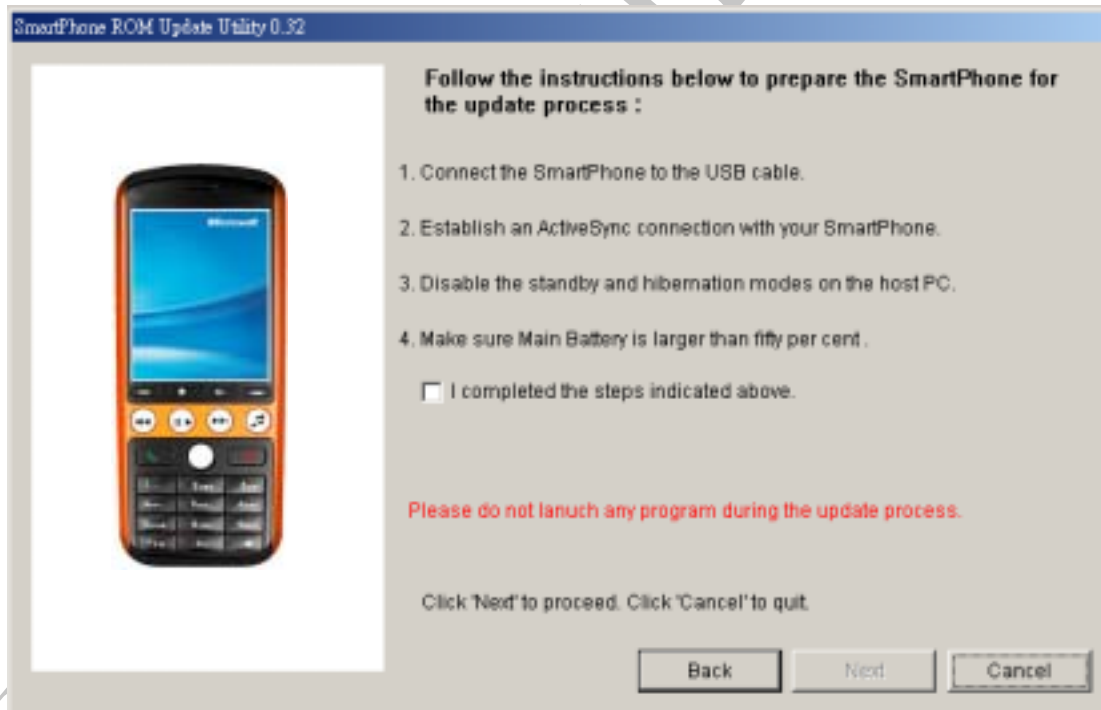 SmartPhone ROM Update Utility 0.32
Follow the instructions below to prepare the SmartPhone for
the update process :
1. Connect the SmartPhone to the USB cable.
2. Establish an ActiveSync connection with your SmartPhone.
3. Disable the standby and hibernation modes on the host PC.
4. Make sure Main Battery is larger than fifty per cent .
I completed the steps indicated above.
Please do not lanuch any program during the update process.
Click 'Next' to proceed. Click 'Cancel' to quit.
Back
Next
Cancel